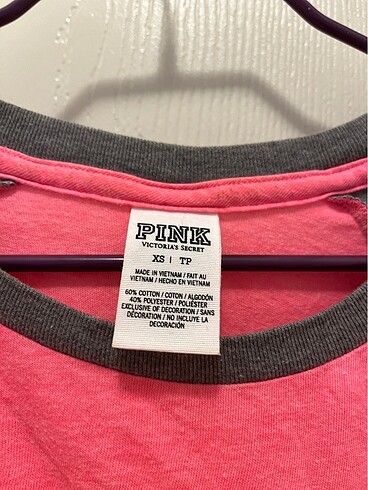 PINK
VICTORIA'S SECRET
XS | TP
MADE IN VIETNAM / FAIT AU
VIETNAM / HECHO EN VIETNAM
60% COTTON / COTON / ALGODÓN
40% POLYESTER / POLIÉSTER
EXCLUSIVE OF DECORATION / SANS
DÉCORATION / NO INCLUYE LA
DECORACIÓN